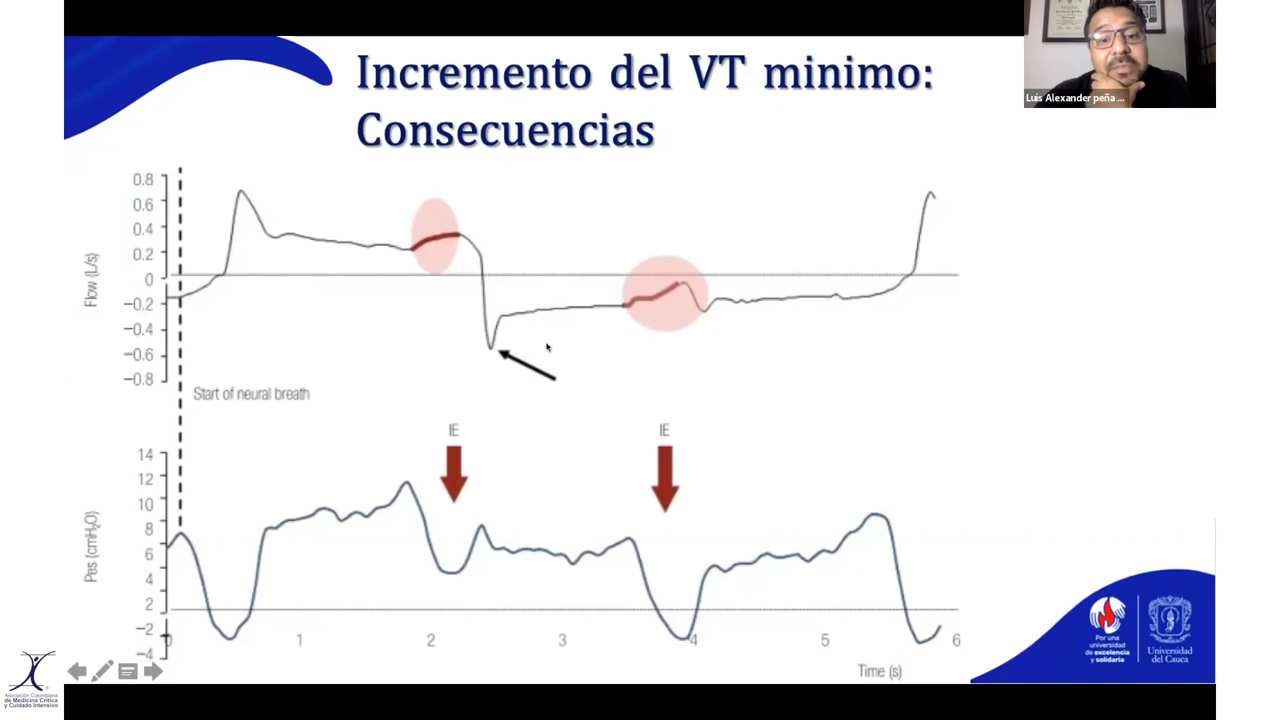 Luis Alexander peña ...
Incremento del VT minimo:
Consecuencias
0.8
0.6
0.4
0.2
0
−0.2
−0.4
−0.6
−0.8
Flow (L/s)
Start of neural breath
IE
IE
14
12
10
8
6
4
2
−2
−4
Pes (cmH₂O)
0 1 2 3 4 5 6
Time (s)
Por una
universidad
de excelencia
y solidaria
Universidad
del Cauca
Asociación Colombiana
de Medicina Crítica
y Cuidado Intensivo